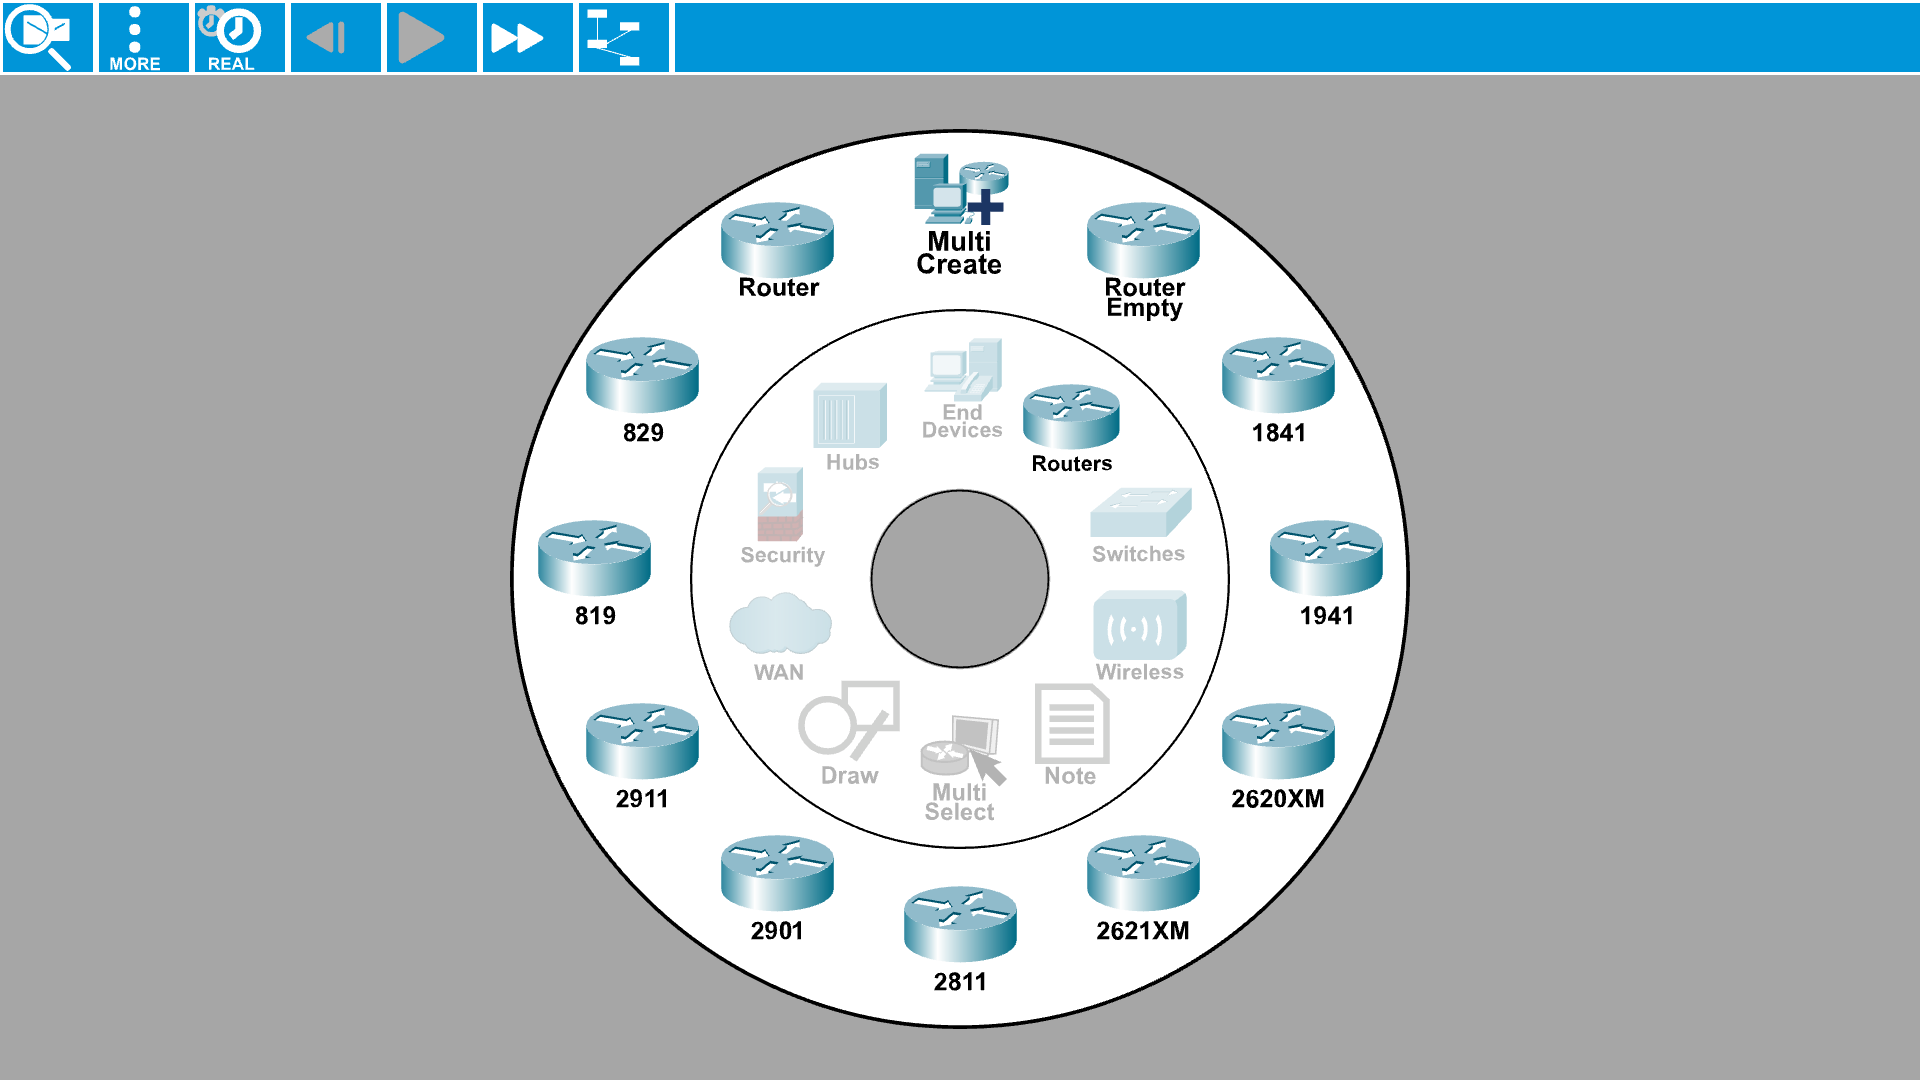 MORE
REAL
Multi
Create
Router
Router
Empty
829
1841
End
Devices
Hubs
Routers
Security
Switches
819
1941
WAN
Wireless
Draw
Note
Multi
Select
2911
2620XM
2901
2621XM
2811